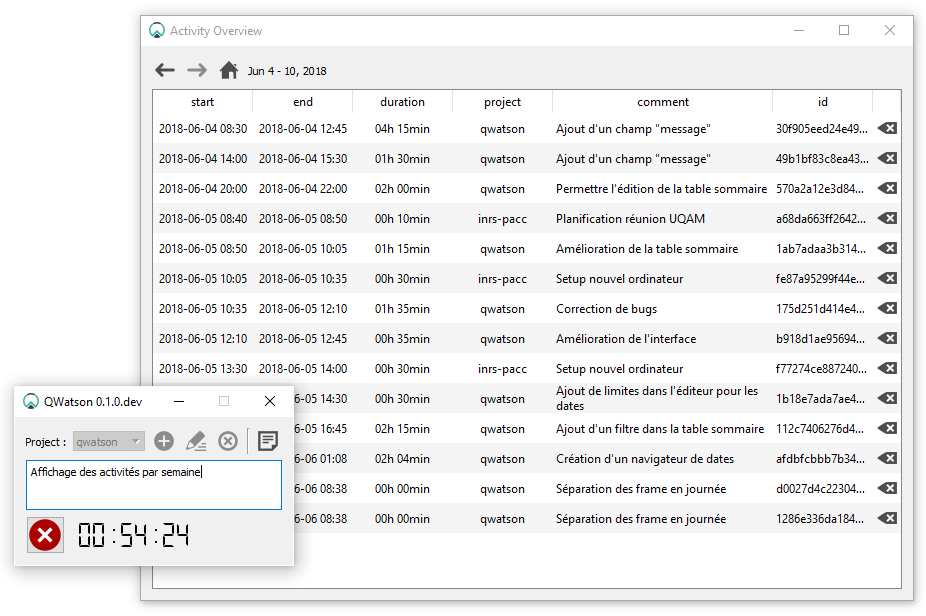 Activity Overview
Jun 4 - 10, 2018
start end duration project comment id
2018-06-04 08:30 2018-06-04 12:45 04h 15min qwatson Ajout d'un champ "message" 30f905eed24e49...
2018-06-04 14:00 2018-06-04 15:30 01h 30min qwatson Ajout d'un champ "message" 49b1bf83c8ea43...
2018-06-04 20:00 2018-06-04 22:00 02h 00min qwatson Permettre l'édition de la table sommaire 570a2a12e3d84...
2018-06-05 08:40 2018-06-05 08:50 00h 10min inrs-pacc Planification réunion UQAM a68da663ff2642...
2018-06-05 08:50 2018-06-05 10:05 01h 15min qwatson Amélioration de la table sommaire 1ab7adaa3b314...
2018-06-05 10:05 2018-06-05 10:35 00h 30min inrs-pacc Setup nouvel ordinateur fe87a95299f44e...
2018-06-05 10:35 2018-06-05 12:10 01h 35min qwatson Correction de bugs 175d251d414e4...
2018-06-05 12:10 2018-06-05 12:45 00h 35min qwatson Amélioration de l'interface b918d1ae95694...
2018-06-05 13:30 2018-06-05 14:00 00h 30min inrs-pacc Setup nouvel ordinateur f77274ce887240...
5 14:30 00h 30min qwatson Ajout de limites dans l'éditeur pour les 1b18e7ada7ae4...
dates
5 16:45 02h 15min qwatson Ajout d'un filtre dans la table sommaire 112c7406276d4...
6-06 01:08 02h 04min qwatson Création d'un navigateur de dates afdbfcbbb7b34...
6-06 08:38 00h 00min qwatson Séparation des frame en journée d0027d4c22304...
6-06 08:38 00h 00min qwatson Séparation des frame en journée 1286e336da184...
QWatson 0.1.0.dev
Project : qwatson
Affichage des activités par semaine
00:54:24